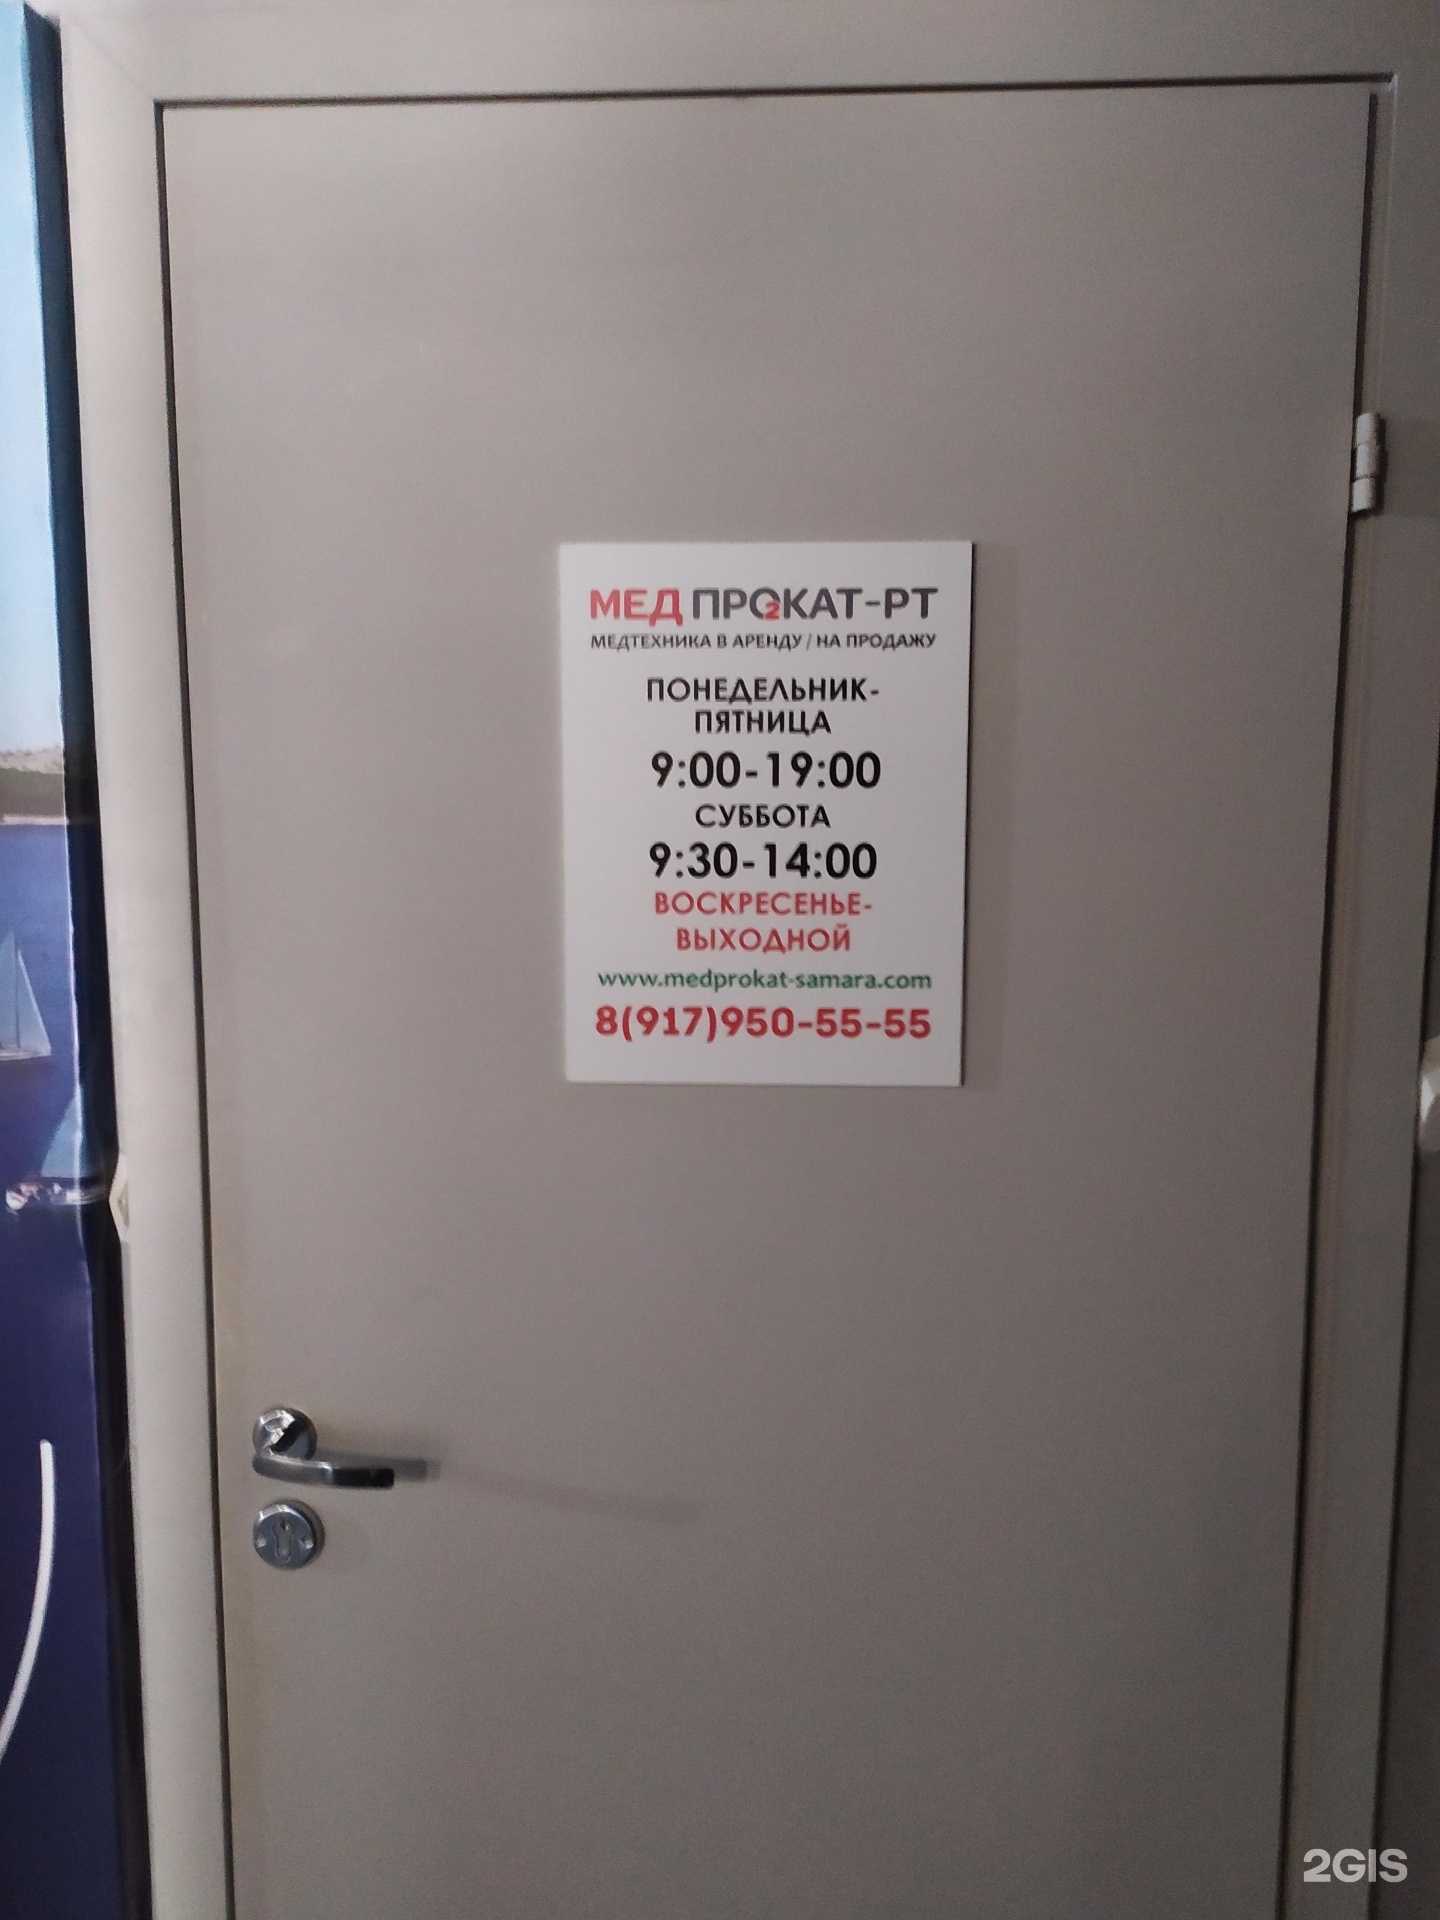 МЕД ПРО2КАТ-РТ
МЕДТЕХНИКА В АРЕНДУ / НА ПРОДАЖУ
ПОНЕДЕЛЬНИК-
ПЯТНИЦА
9:00-19:00
СУББОТА
9:30-14:00
ВОСКРЕСЕНЬЕ-
ВЫХОДНОЙ
www.medprokat-samara.com
8(917)950-55-55
2GIS